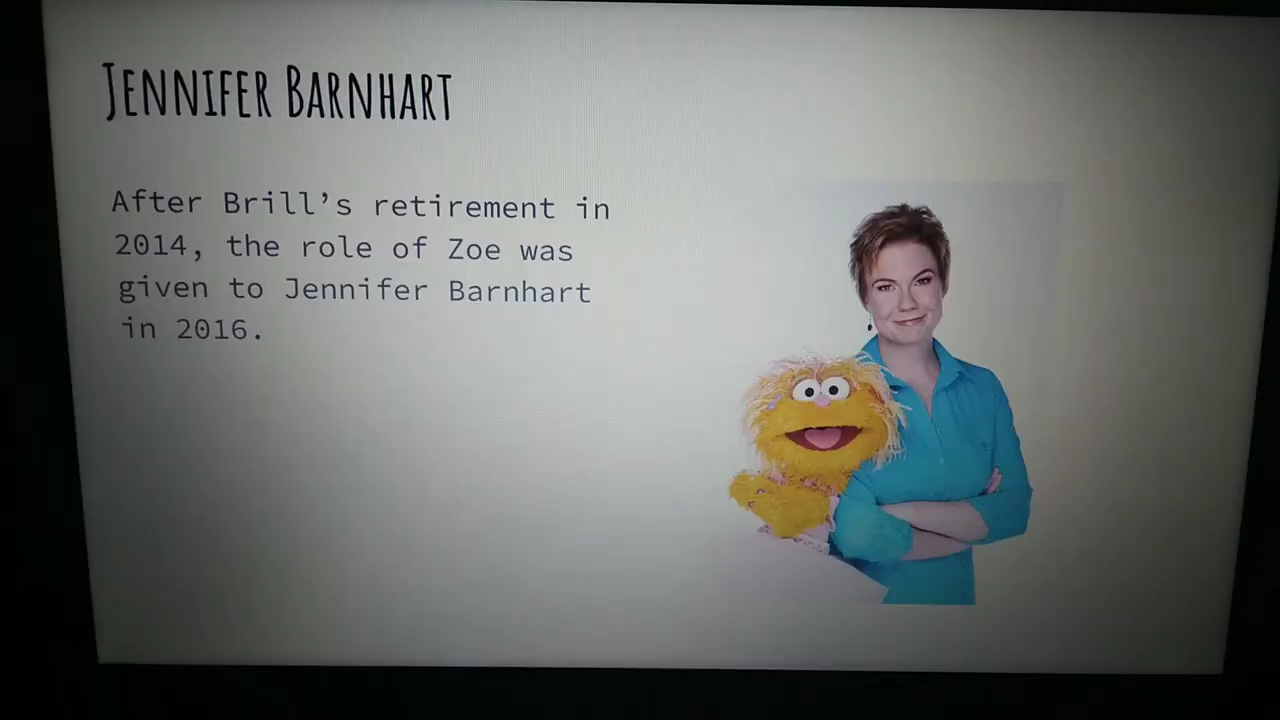 Jennifer Barnhart
After Brill’s retirement in
2014, the role of Zoe was
given to Jennifer Barnhart
in 2016.